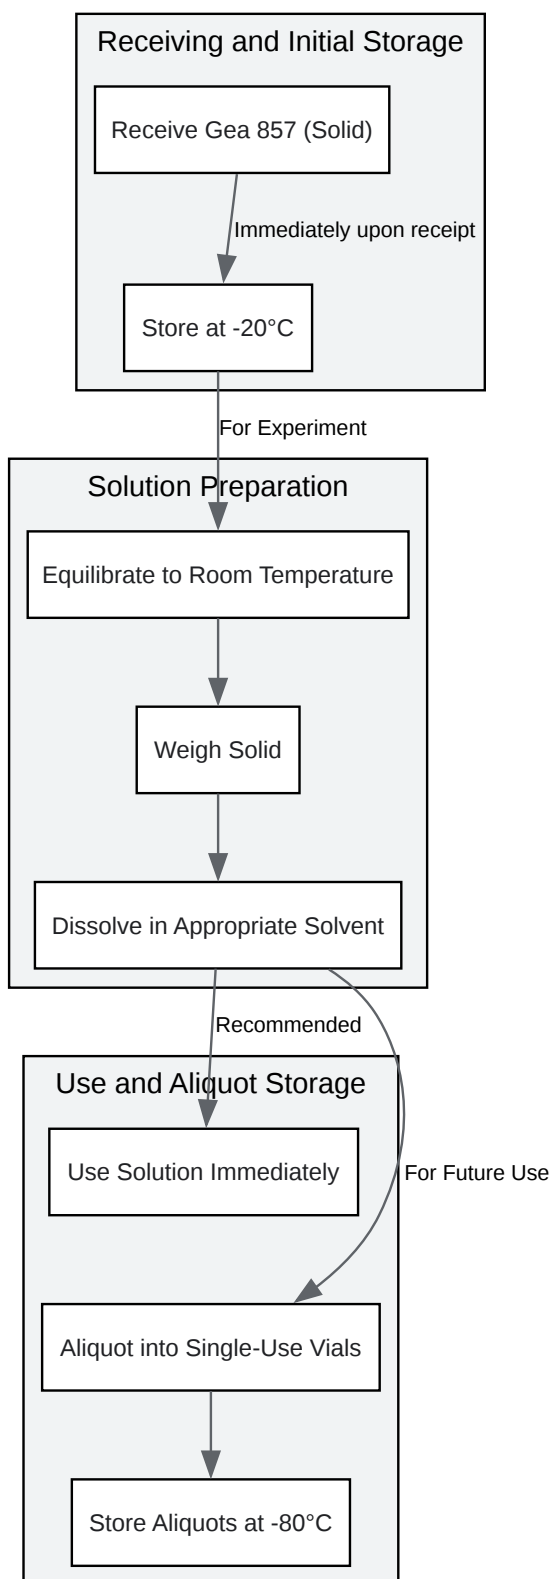 Receiving and Initial Storage
Receive Gea 857 (Solid)
Immediately upon receipt
Store at -20°C
For Experiment
Solution Preparation
Equilibrate to Room Temperature
Weigh Solid
Dissolve in Appropriate Solvent
Recommended
Use and Aliquot Storage
Use Solution Immediately
For Future Use
Aliquot into Single-Use Vials
Store Aliquots at -80°C